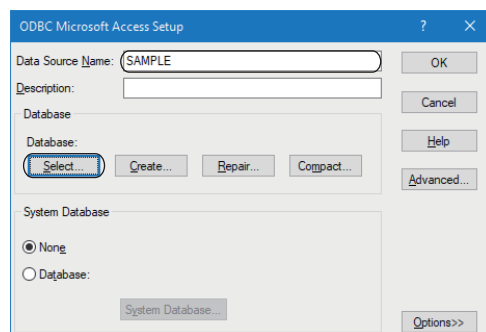 ODBC Microsoft Access Setup ? ×
Data Source Name: SAMPLE
OK
Description:
Cancel
Database
Database:
Help
Select... Create... Repair... Compact...
Advanced...
System Database
None
Database:
System Database...
Options>>